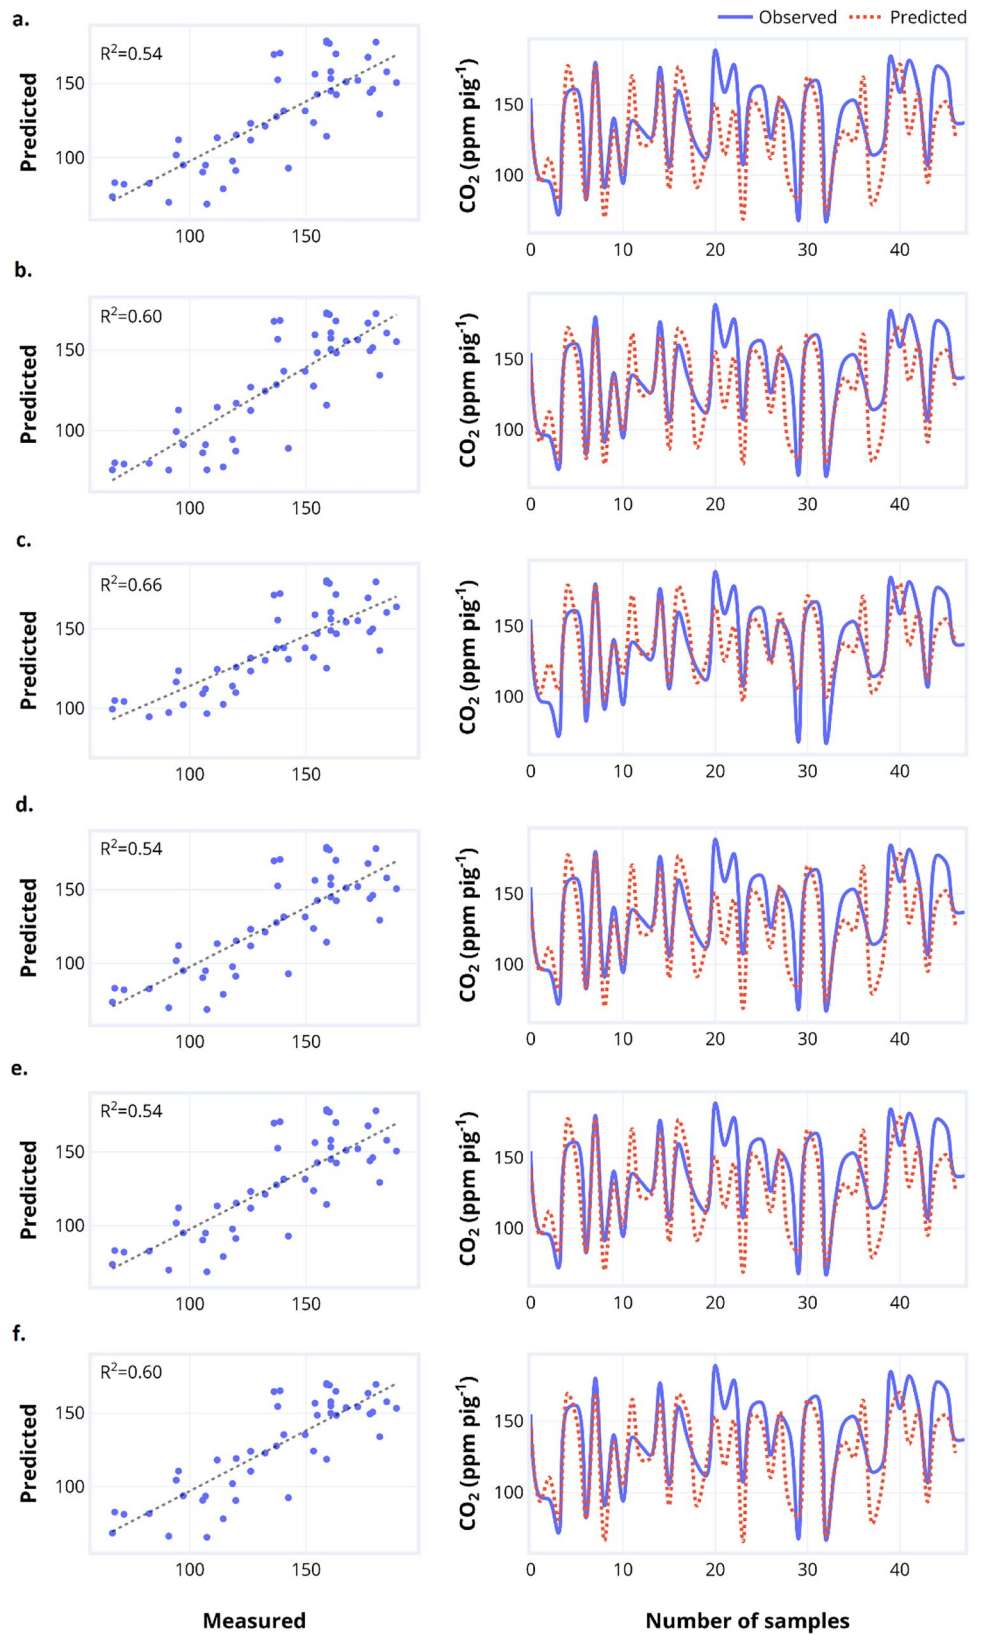 a.
Observed Predicted
R²=0.54
Predicted
150
100
100 150
CO₂ (ppm pig⁻¹)
150
100
0 10 20 30 40
b.
R²=0.60
Predicted
150
100
100 150
CO₂ (ppm pig⁻¹)
150
100
0 10 20 30 40
c.
R²=0.66
Predicted
150
100
100 150
CO₂ (ppm pig⁻¹)
150
100
0 10 20 30 40
d.
R²=0.54
Predicted
150
100
100 150
CO₂ (ppm pig⁻¹)
150
100
0 10 20 30 40
e.
R²=0.54
Predicted
150
100
100 150
CO₂ (ppm pig⁻¹)
150
100
0 10 20 30 40
f.
R²=0.60
Predicted
150
100
100 150
CO₂ (ppm pig⁻¹)
150
100
0 10 20 30 40
Measured
Number of samples